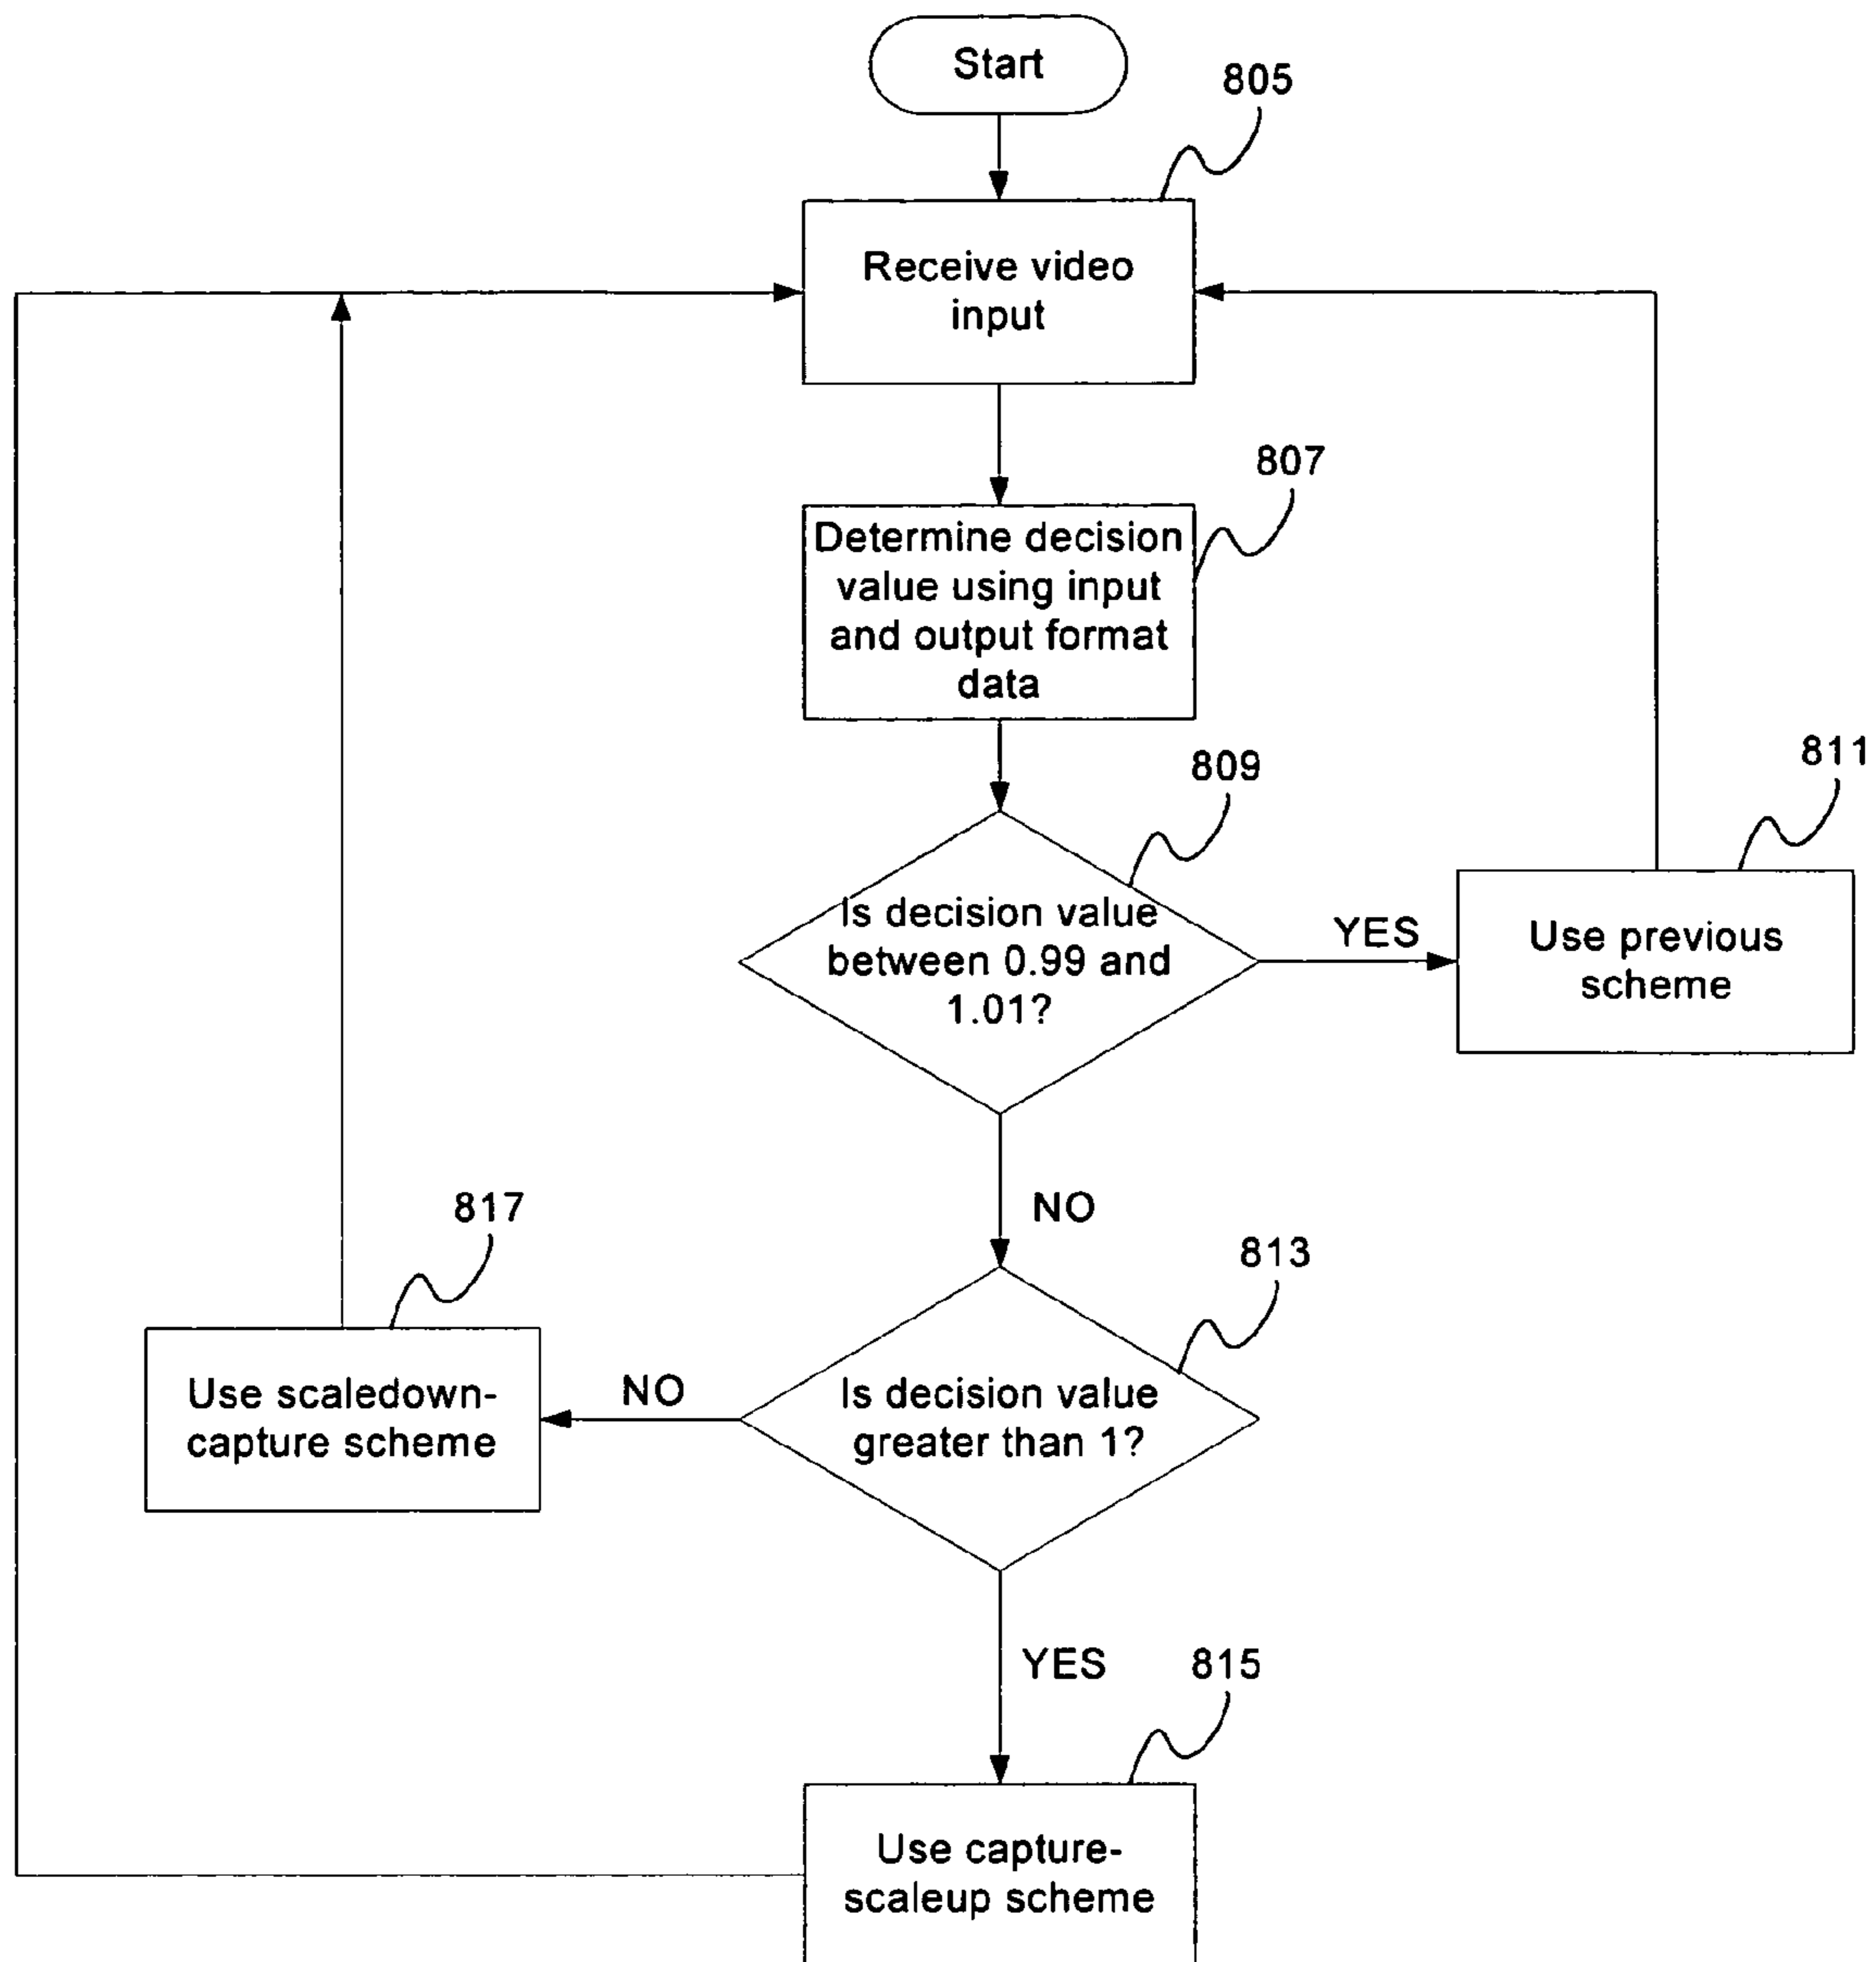 Start
805
Receive video
input
807
Determine decision
value using input
and output format
data
809
811
Is decision value
between 0.99 and
1.01?
YES
Use previous
scheme
NO
817
813
Use scaledown-
capture scheme
NO
Is decision value
greater than 1?
YES
815
Use capture-
scaleup scheme